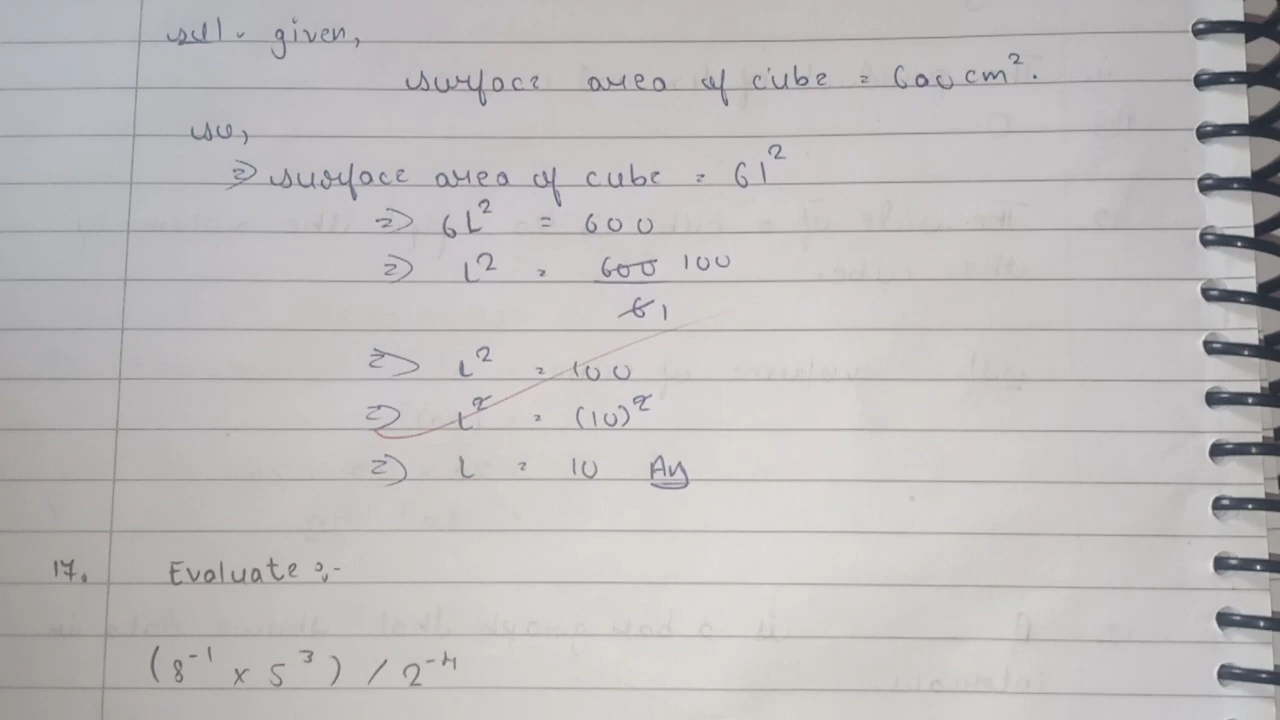 sol. given,
surface area of cube = 600 cm².
so,
⇒ surface area of cube = 6l²
⇒ 6L² = 600
⇒ L² = 600 100
6 1
⇒ L² = 100
⇒ L² = (10)²
⇒ L = 10 Ans
17. Evaluate :-
(8⁻¹ × 5³) / 2⁻⁴